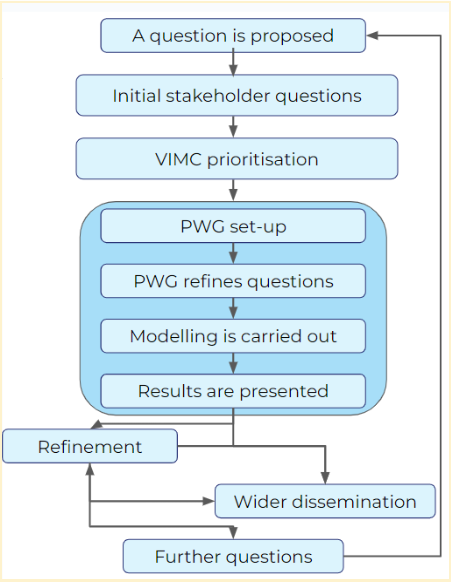 A question is proposed
Initial stakeholder questions
VIMC prioritisation
PWG set-up
PWG refines questions
Modelling is carried out
Results are presented
Refinement
Wider dissemination
Further questions